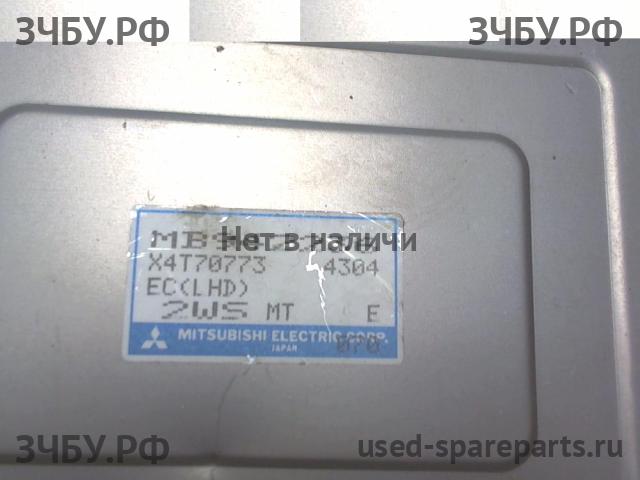 ЗЧБУ.РФ ЗЧБУ.РФ
Нет в наличи
X4T70773 4304
EC(LHD)
2WS MT E
MITSUBISHI ELECTRIC CORP.
JAPAN 070
ЗЧБУ.РФ used-spareparts.ru